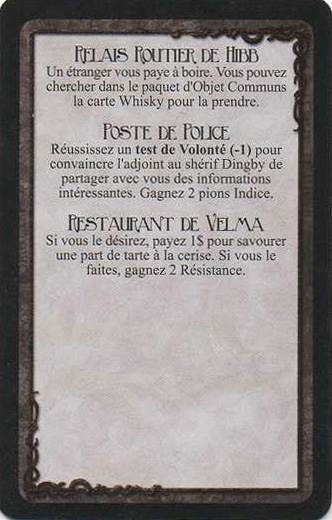 Relais Routier de Hibb
Un étranger vous paye à boire. Vous pouvez
chercher dans le paquet d'Objet Communs
la carte Whisky pour la prendre.
Poste de Police
Réussissez un test de Volonté (-1) pour
convaincre l'adjoint au shérif Dingby de
partager avec vous des informations
intéressantes. Gagnez 2 pions Indice.
Restaurant de Velma
Si vous le désirez, payez 1$ pour savourer
une part de tarte à la cerise. Si vous le
faites, gagnez 2 Résistance.